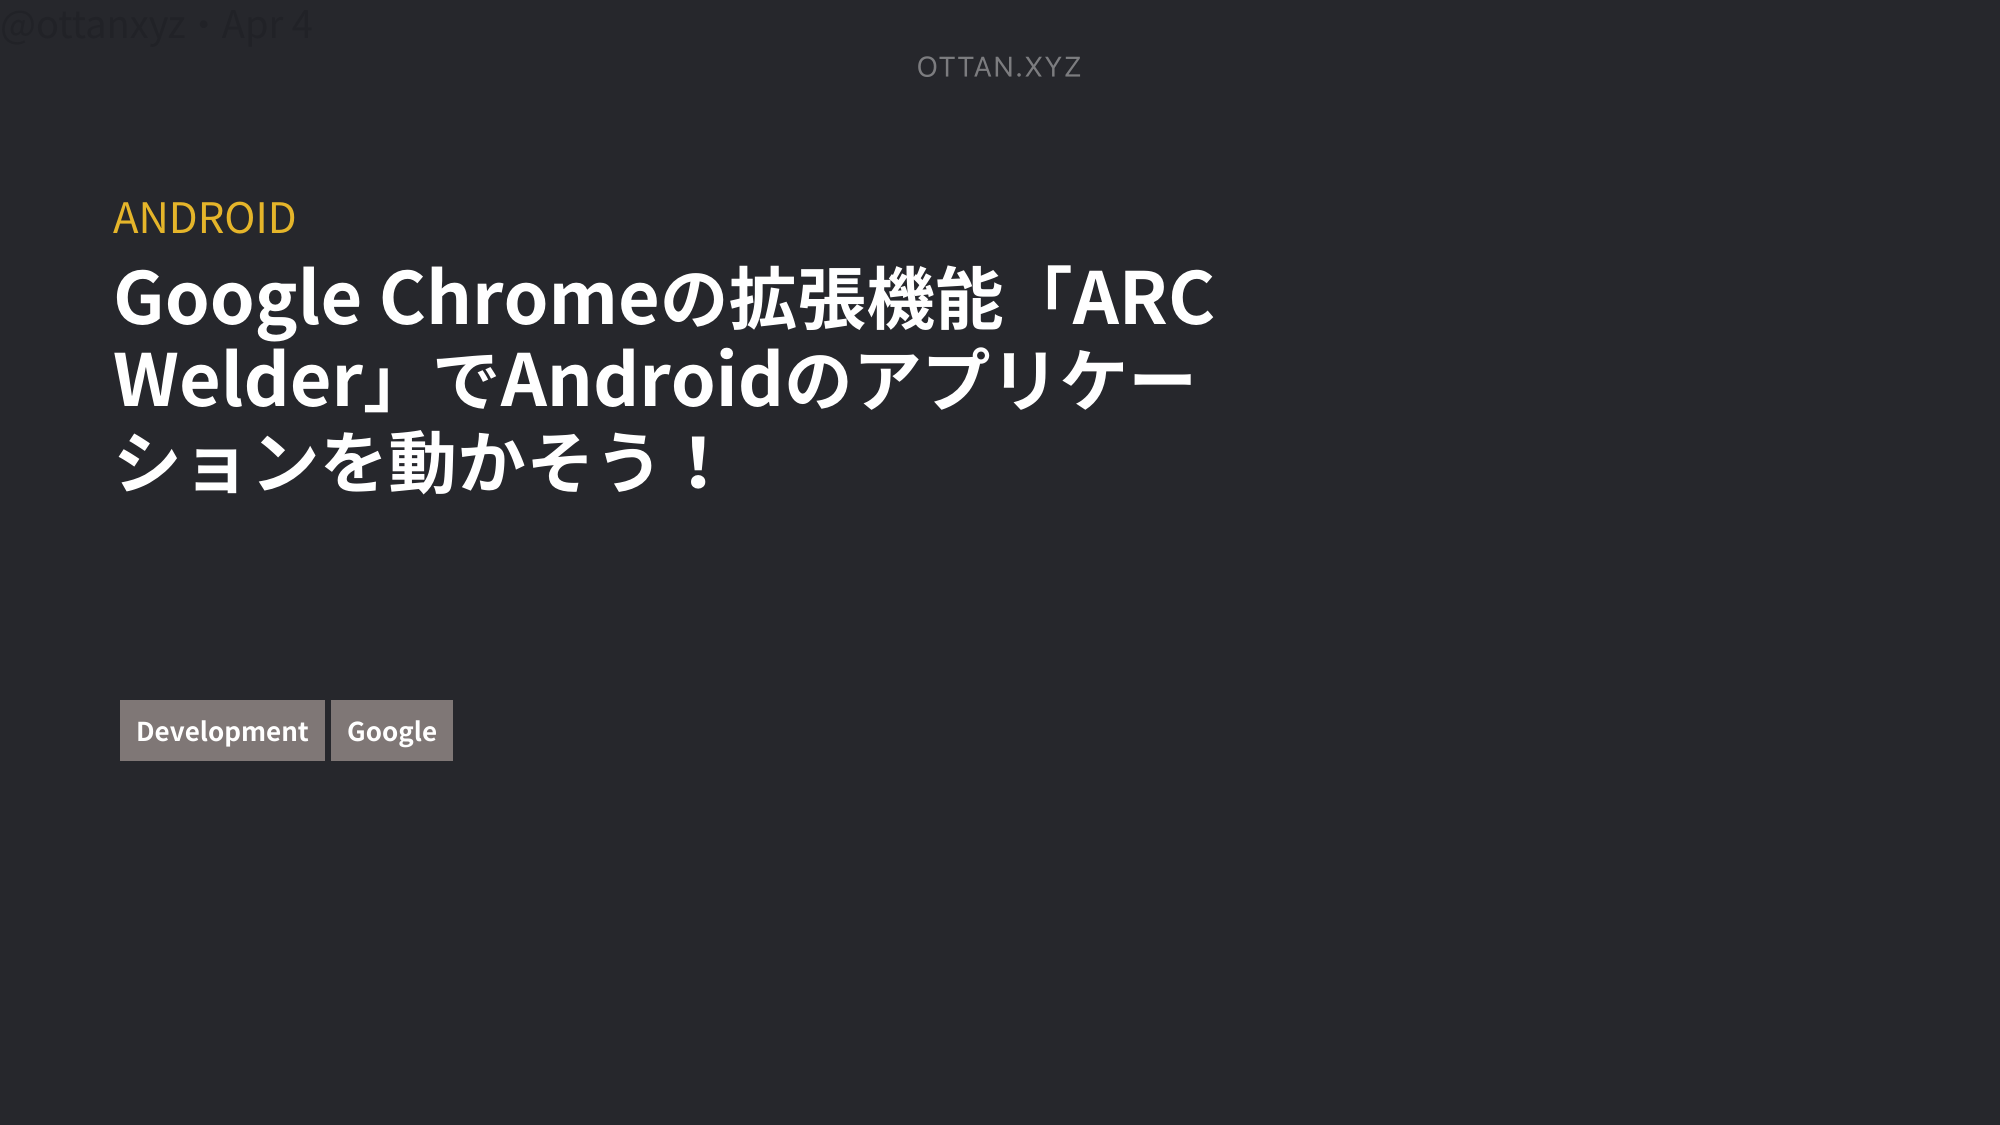 @ottanxyz・Apr 4
OTTAN.XYZ
ANDROID
Google Chromeの拡張機能「ARC
Welder」でAndroidのアプリケー
ションを動かそう！
Development Google